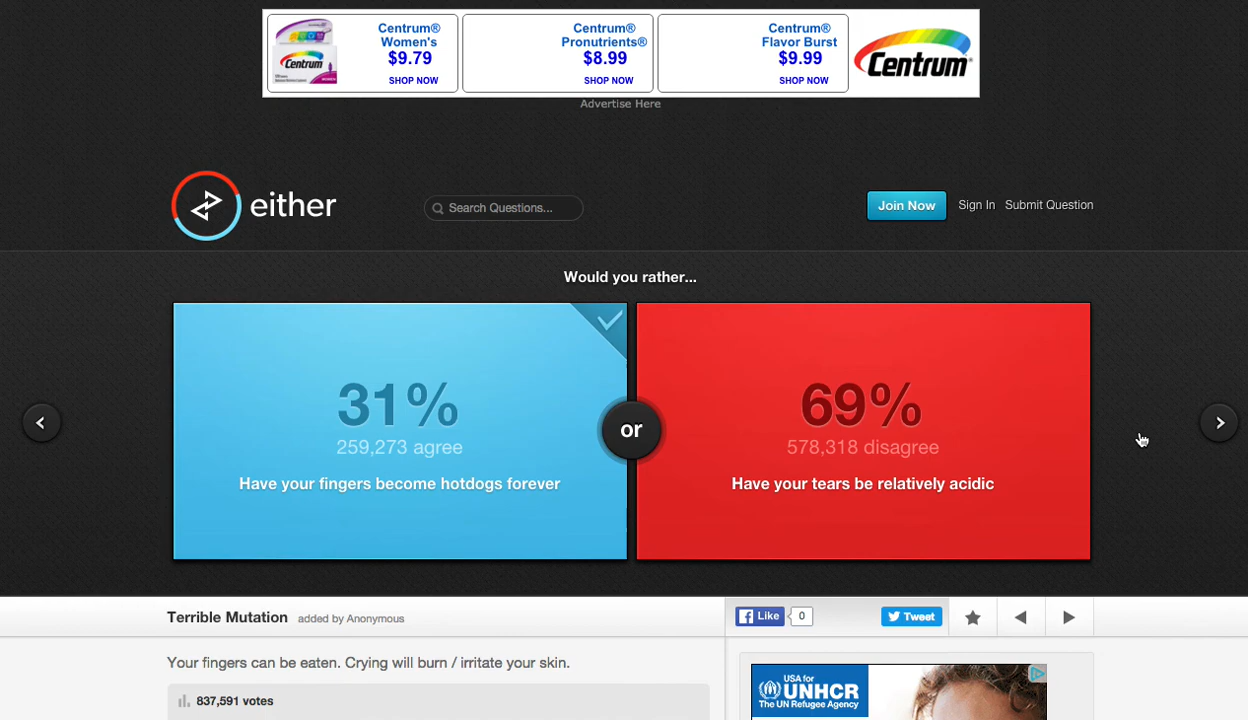 Centrum®
Women's
$9.79
SHOP NOW
Centrum®
Pronutrients®
$8.99
SHOP NOW
Centrum®
Flavor Burst
$9.99
SHOP NOW
Centrum
Centrum
Advertise Here
either
Search Questions...
Join Now
Sign In
Submit Question
Would you rather...
31%
259,273 agree
Have your fingers become hotdogs forever
or
69%
578,318 disagree
Have your tears be relatively acidic
Terrible Mutation added by Anonymous
Like
0
Tweet
Your fingers can be eaten. Crying will burn / irritate your skin.
837,591 votes
USA for
UNHCR
The UN Refugee Agency